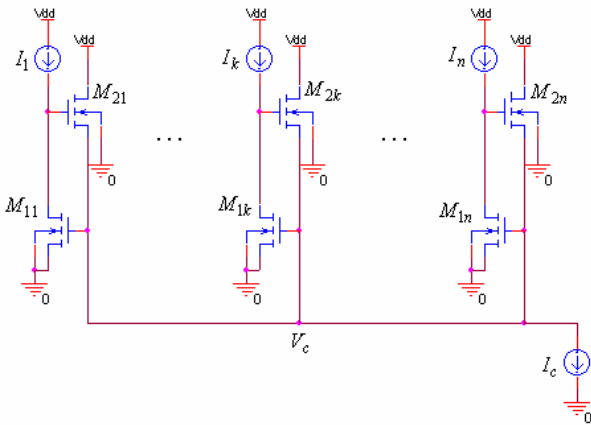 Vdd Vdd Vdd
Vdd Vdd Vdd
I1 Ik In
M21 M2k M2n
... ...
0 0 0
M11 M1k M1n
0 0 0
Vc
Ic
0